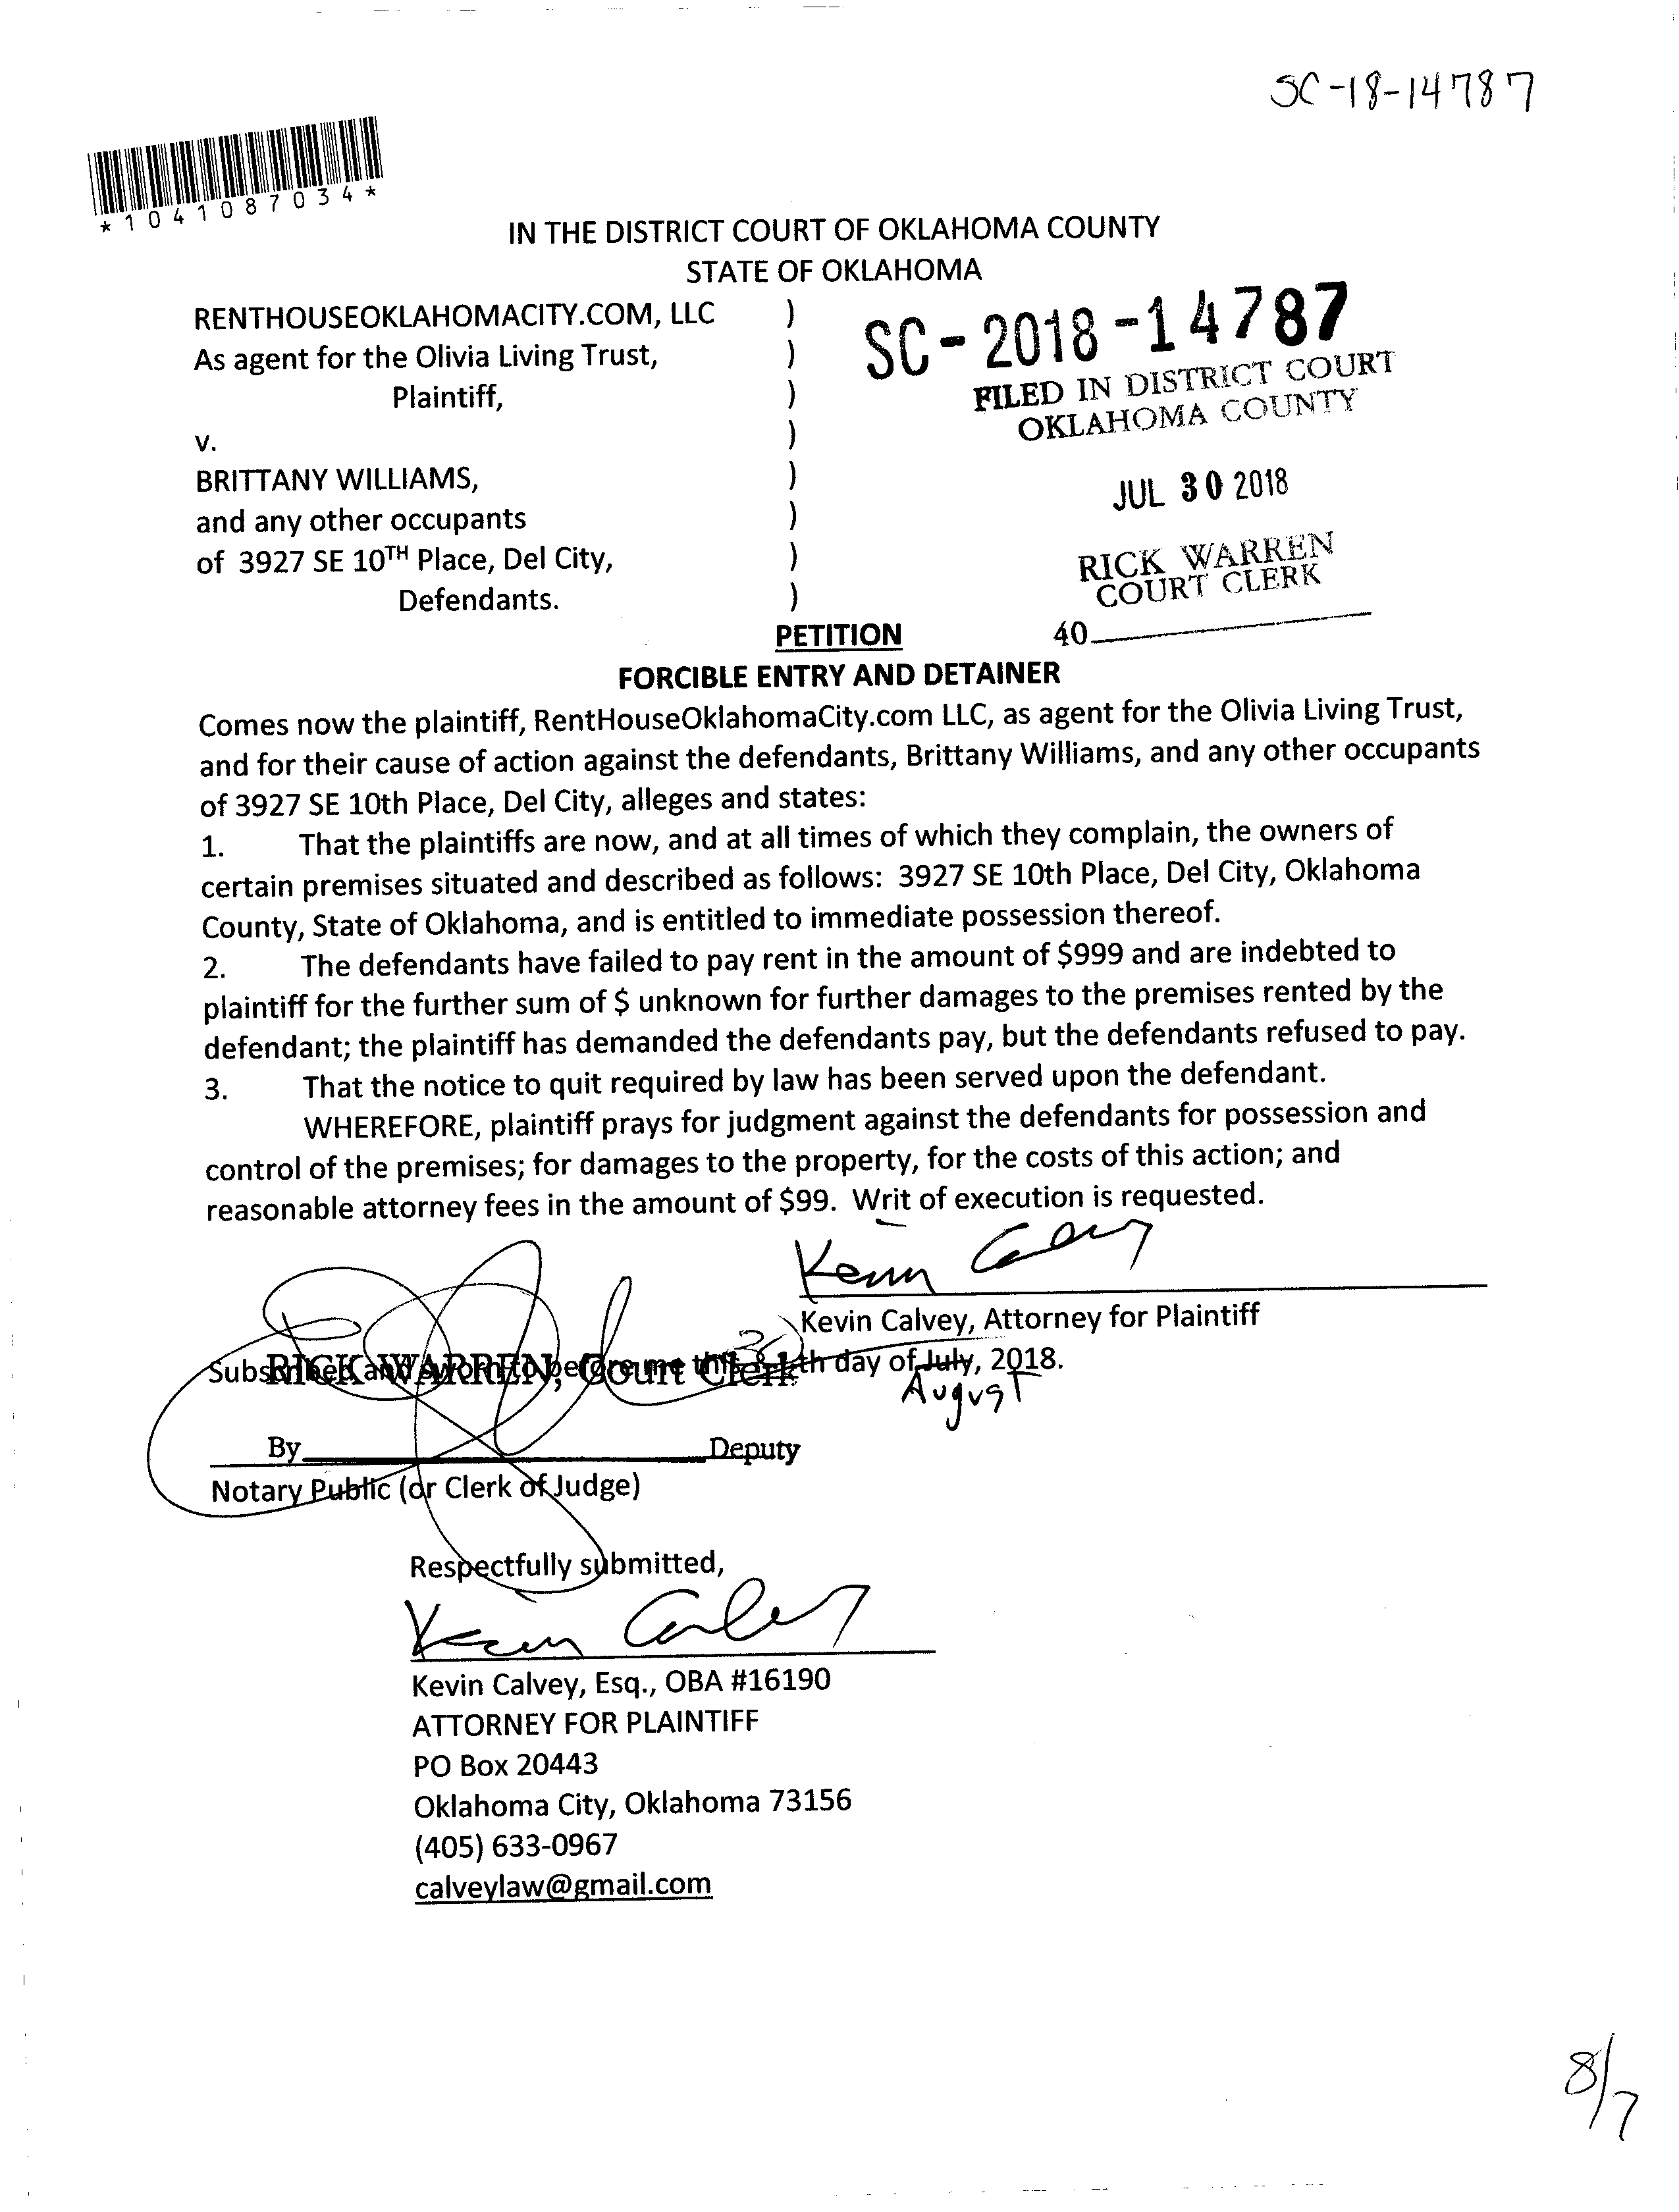 SC-18-14787
*1041087034*
IN THE DISTRICT COURT OF OKLAHOMA COUNTY
STATE OF OKLAHOMA
RENTHOUSEOKLAHOMACITY.COM, LLC )
As agent for the Olivia Living Trust, )
Plaintiff, )
v. )
BRITTANY WILLIAMS, )
and any other occupants )
of 3927 SE 10TH Place, Del City, )
Defendants. )
SC-2018-14787
FILED IN DISTRICT COURT
OKLAHOMA COUNTY
JUL 30 2018
RICK WARREN
COURT CLERK
40
PETITION
FORCIBLE ENTRY AND DETAINER
Comes now the plaintiff, RentHouseOklahomaCity.com LLC, as agent for the Olivia Living Trust,
and for their cause of action against the defendants, Brittany Williams, and any other occupants
of 3927 SE 10th Place, Del City, alleges and states:
1. That the plaintiffs are now, and at all times of which they complain, the owners of
certain premises situated and described as follows: 3927 SE 10th Place, Del City, Oklahoma
County, State of Oklahoma, and is entitled to immediate possession thereof.
2. The defendants have failed to pay rent in the amount of $999 and are indebted to
plaintiff for the further sum of $ unknown for further damages to the premises rented by the
defendant; the plaintiff has demanded the defendants pay, but the defendants refused to pay.
3. That the notice to quit required by law has been served upon the defendant.
WHEREFORE, plaintiff prays for judgment against the defendants for possession and
control of the premises; for damages to the property, for the costs of this action; and
reasonable attorney fees in the amount of $99. Writ of execution is requested.
Kevin Calvey
Kevin Calvey, Attorney for Plaintiff
Subscribed and sworn to before me this th day of July, 2018.
August
RICK WARREN, Court Clerk
By Deputy
Notary Public (or Clerk of Judge)
Respectfully submitted,
Kevin Calvey
Kevin Calvey, Esq., OBA #16190
ATTORNEY FOR PLAINTIFF
PO Box 20443
Oklahoma City, Oklahoma 73156
(405) 633-0967
calveylaw@gmail.com
8/7